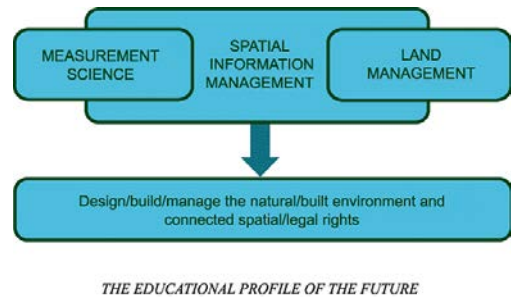 MEASUREMENT
SCIENCE
SPATIAL
INFORMATION
MANAGEMENT
LAND
MANAGEMENT
Design/build/manage the natural/built environment and
connected spatial/legal rights
THE EDUCATIONAL PROFILE OF THE FUTURE